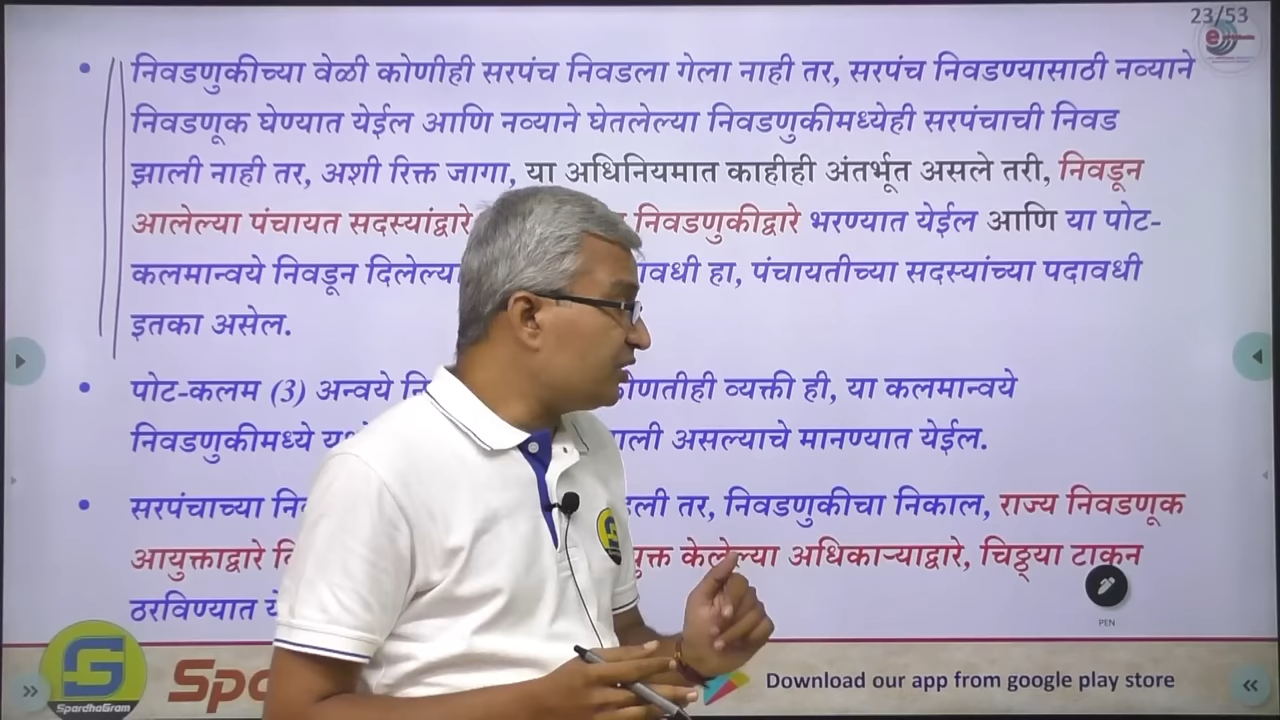 23/53
निवडणुकीच्या वेळी कोणीही सरपंच निवडला गेला नाही तर, सरपंच निवडण्यासाठी नव्याने
निवडणूक घेण्यात येईल आणि नव्याने घेतलेल्या निवडणुकीमध्येही सरपंचाची निवड
झाली नाही तर, अशी रिक्त जागा, या अधिनियमात काहीही अंतर्भूत असले तरी, निवडून
आलेल्या पंचायत सदस्यांद्वारे निवडणुकीद्वारे भरण्यात येईल आणि या पोट-
कलमान्वये निवडून दिलेल्या हा, पंचायतीच्या सदस्यांच्या पदावधी
इतका असेल.
पोट-कलम (3) अन्वये व्यक्ती ही, या कलमान्वये
निवडणुकीमध्ये असल्याचे मानण्यात येईल.
सरपंचाच्या तर, निवडणुकीचा निकाल, राज्य निवडणूक
आयुक्ताद्वारे केलेल्या अधिकाऱ्याद्वारे, चिठ्ठ्या टाकून
ठरविण्यात
PEN
SpardhaGram
Download our app from google play store